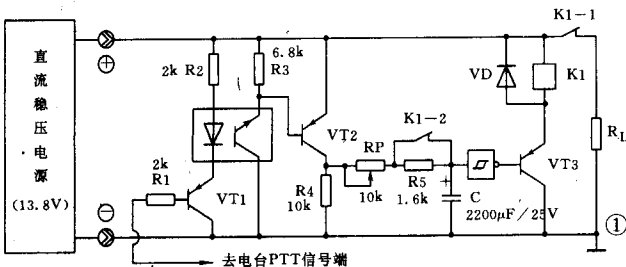 直流稳压电源
(13.8V)
⊕
⊖
2k R2
6.8k
R3
2k
R1
VT1
VT2
R4
10k
RP
10k
K1-2
R5
1.6k
+
C
2200μF/25V
VD
K1-1
K1
VT3
RL
①
去电台PTT信号端